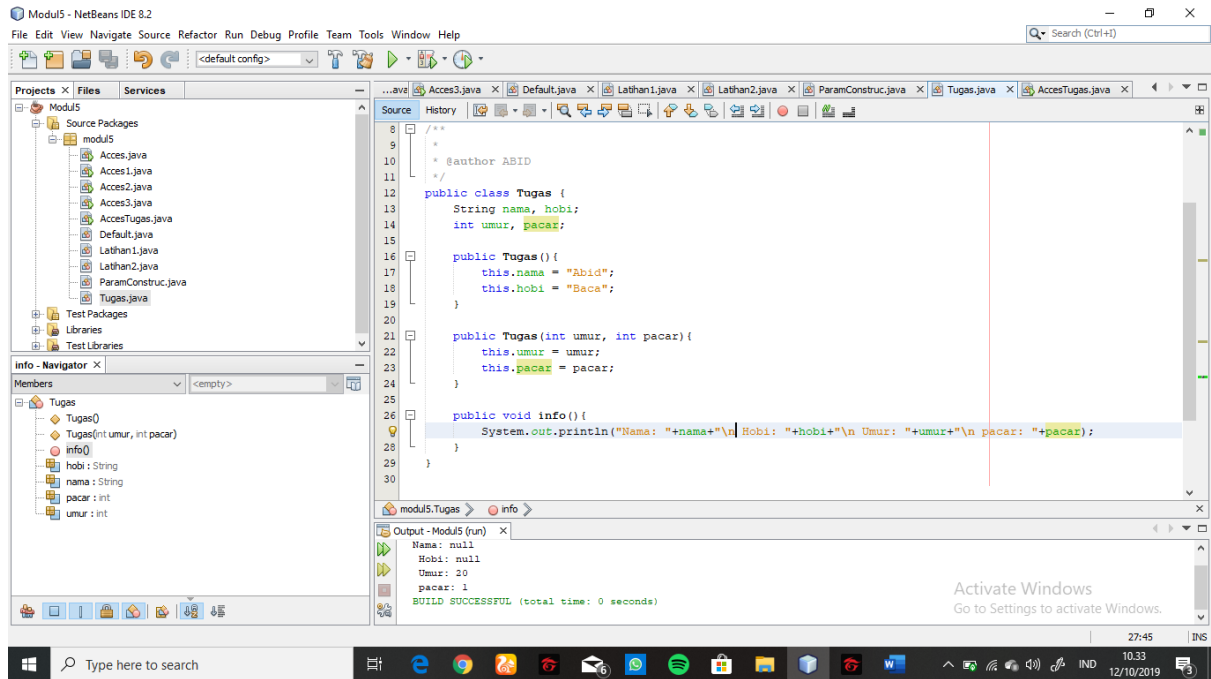 Modul5 - NetBeans IDE 8.2
File Edit View Navigate Source Refactor Run Debug Profile Team Tools Window Help
Search (Ctrl+I)
<default config>
Projects Files Services
Modul5
Source Packages
modul5
Acces.java
Acces1.java
Acces2.java
Acces3.java
AccesTugas.java
Default.java
Latihan1.java
Latihan2.java
ParamConstruc.java
Tugas.java
Test Packages
Libraries
Test Libraries
info - Navigator
Members <empty>
Tugas
Tugas()
Tugas(int umur, int pacar)
info()
hobi : String
nama : String
pacar : int
umur : int
...ava Acces3.java Default.java Latihan1.java Latihan2.java ParamConstruc.java Tugas.java AccesTugas.java
Source History
8 /**
9 *
10 * @author ABID
11 */
12 public class Tugas {
13 String nama, hobi;
14 int umur, pacar;
15
16 public Tugas(){
17 this.nama = "Abid";
18 this.hobi = "Baca";
19 }
20
21 public Tugas(int umur, int pacar){
22 this.umur = umur;
23 this.pacar = pacar;
24 }
25
26 public void info(){
System.out.println("Nama: "+nama+"\n Hobi: "+hobi+"\n Umur: "+umur+"\n pacar: "+pacar);
28 }
29 }
30
modul5.Tugas info
Output - Modul5 (run)
Nama: null
Hobi: null
Umur: 20
pacar: 1
BUILD SUCCESSFUL (total time: 0 seconds)
Activate Windows
Go to Settings to activate Windows.
27:45 INS
Type here to search
6
IND
10.33
12/10/2019
3